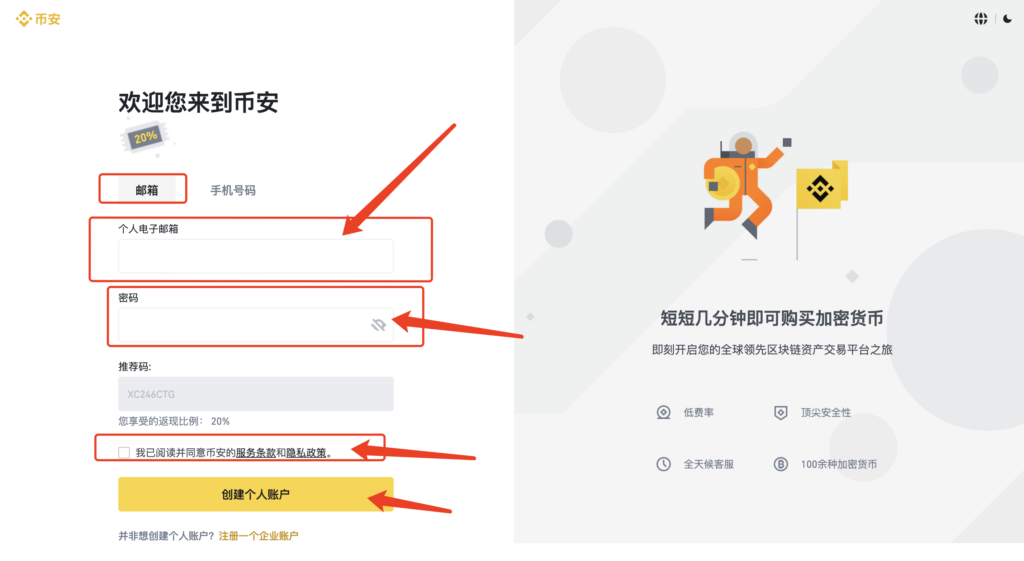 币安
欢迎您来到币安
20%
邮箱
手机号码
个人电子邮箱
密码
推荐码:
XC246CTG
您享受的返现比例： 20%
我已阅读并同意币安的服务条款和隐私政策。
创建个人账户
并非想创建个人账户？注册一个企业账户
短短几分钟即可购买加密货币
即刻开启您的全球领先区块链资产交易平台之旅
低费率
顶尖安全性
全天候客服
100余种加密货币